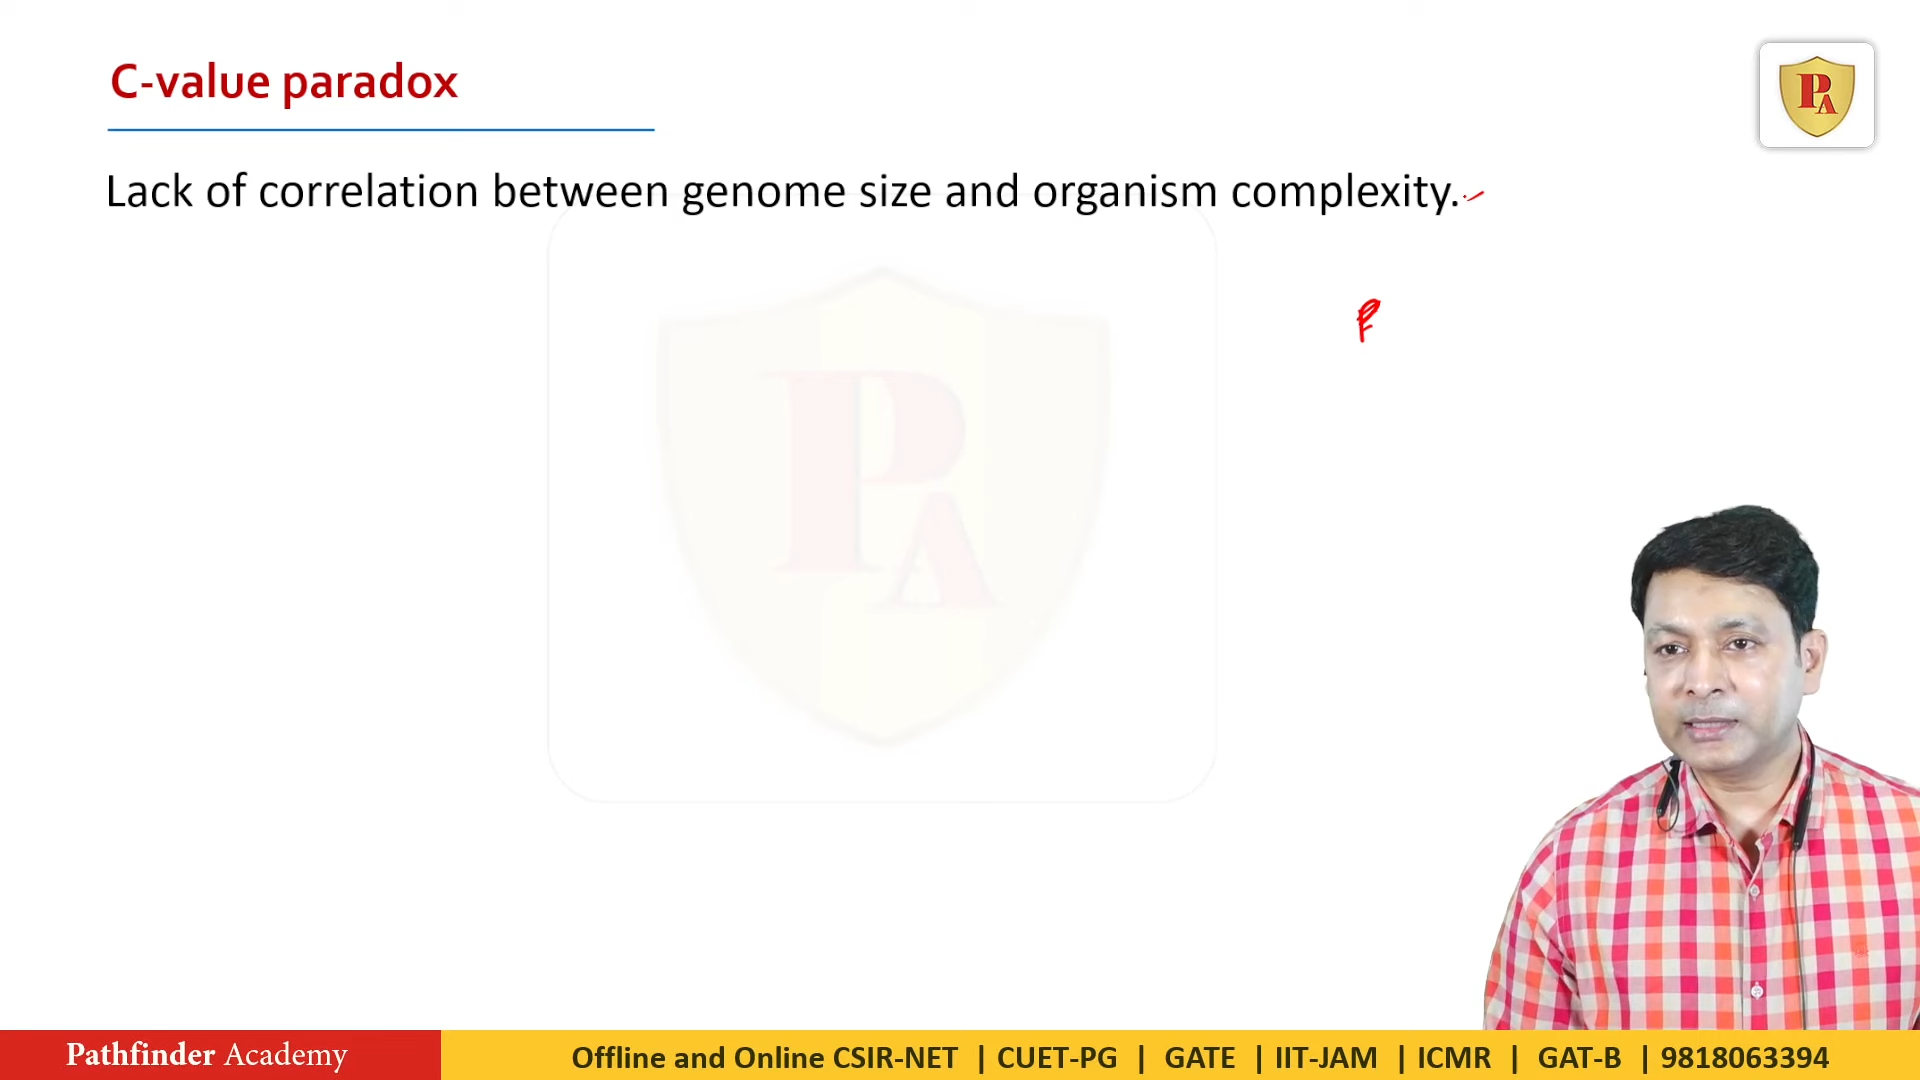 C-value paradox
PA
Lack of correlation between genome size and organism complexity.
PA
Pathfinder Academy
Offline and Online CSIR-NET | CUET-PG | GATE | IIT-JAM | ICMR | GAT-B | 9818063394